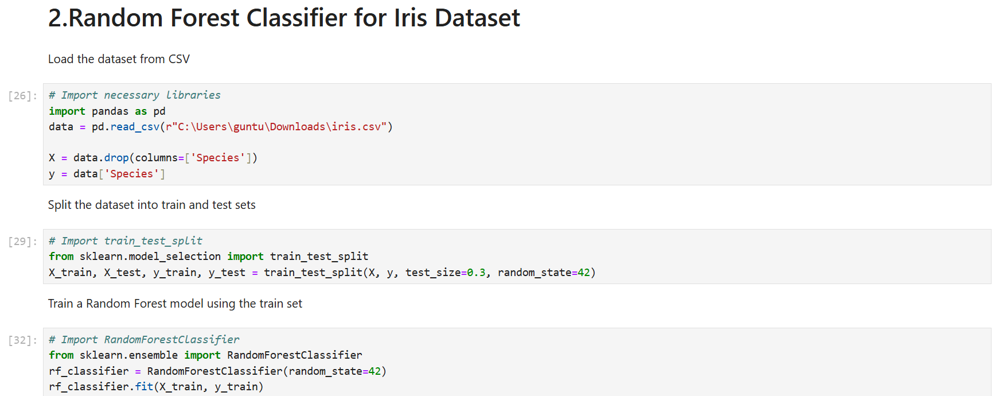 2.Random Forest Classifier for Iris Dataset
Load the dataset from CSV
[26]:
# Import necessary libraries
import pandas as pd
data = pd.read_csv(r"C:\Users\guntu\Downloads\iris.csv")
X = data.drop(columns=['Species'])
y = data['Species']
Split the dataset into train and test sets
[29]:
# Import train_test_split
from sklearn.model_selection import train_test_split
X_train, X_test, y_train, y_test = train_test_split(X, y, test_size=0.3, random_state=42)
Train a Random Forest model using the train set
[32]:
# Import RandomForestClassifier
from sklearn.ensemble import RandomForestClassifier
rf_classifier = RandomForestClassifier(random_state=42)
rf_classifier.fit(X_train, y_train)